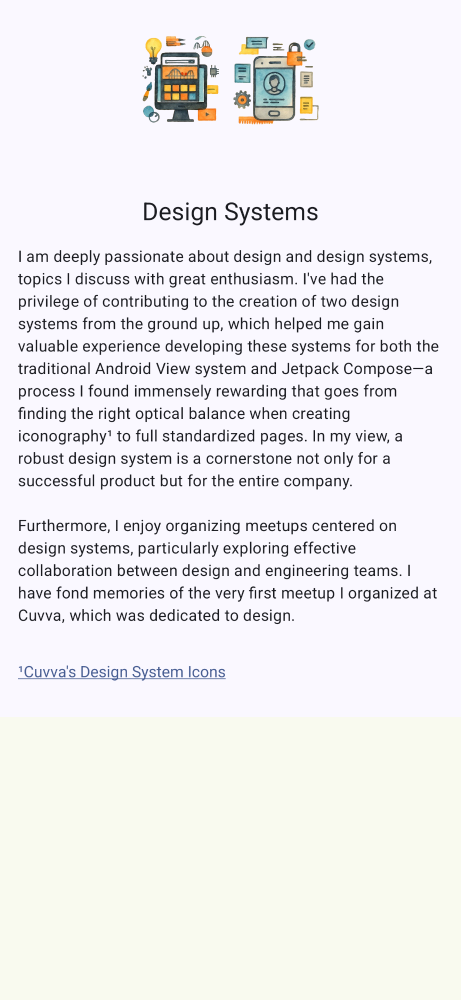 Design Systems
I am deeply passionate about design and design systems,
topics I discuss with great enthusiasm. I've had the
privilege of contributing to the creation of two design
systems from the ground up, which helped me gain
valuable experience developing these systems for both the
traditional Android View system and Jetpack Compose—a
process I found immensely rewarding that goes from
finding the right optical balance when creating
iconography¹ to full standardized pages. In my view, a
robust design system is a cornerstone not only for a
successful product but for the entire company.
Furthermore, I enjoy organizing meetups centered on
design systems, particularly exploring effective
collaboration between design and engineering teams. I
have fond memories of the very first meetup I organized at
Cuvva, which was dedicated to design.
¹Cuvva's Design System Icons